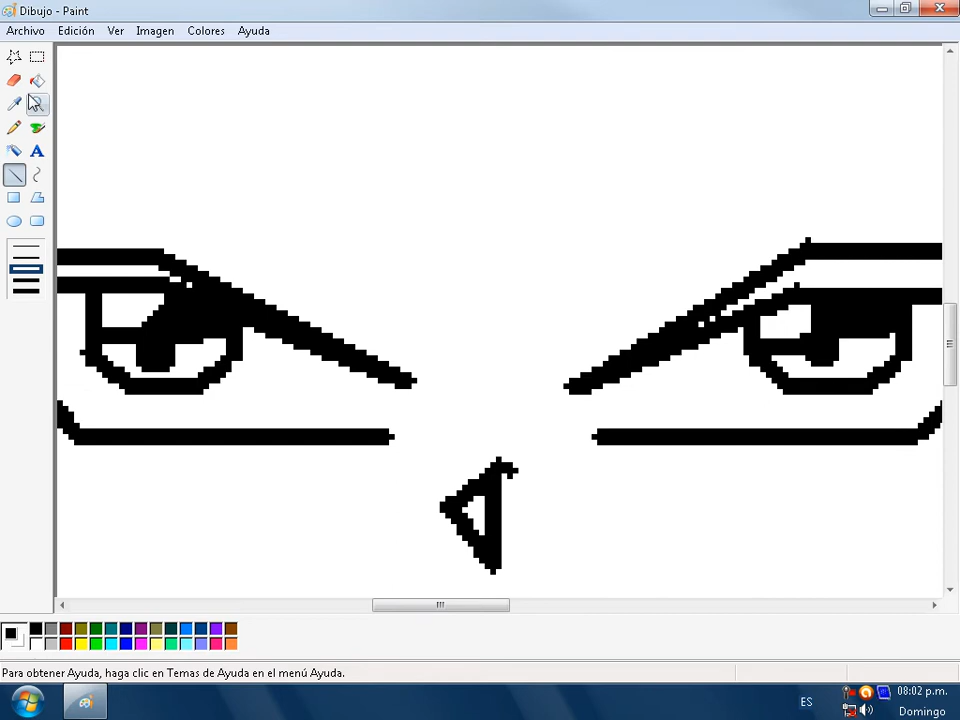 Dibujo - Paint
Archivo Edición Ver Imagen Colores Ayuda
A
Para obtener Ayuda, haga clic en Temas de Ayuda en el menú Ayuda.
ES
08:02 p.m.
Domingo